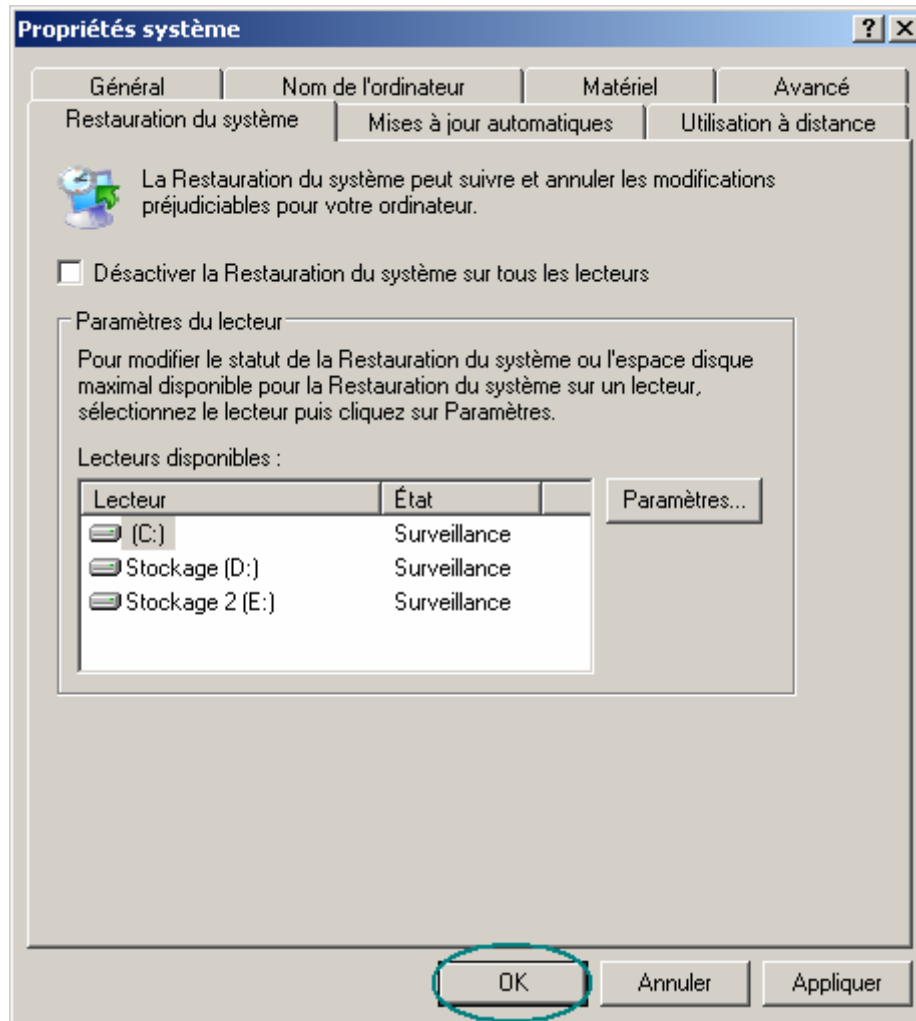 Propriétés système
Général Nom de l'ordinateur Matériel Avancé
Restauration du système Mises à jour automatiques Utilisation à distance
La Restauration du système peut suivre et annuler les modifications
préjudiciables pour votre ordinateur.
Désactiver la Restauration du système sur tous les lecteurs
Paramètres du lecteur
Pour modifier le statut de la Restauration du système ou l'espace disque
maximal disponible pour la Restauration du système sur un lecteur,
sélectionnez le lecteur puis cliquez sur Paramètres.
Lecteurs disponibles :
Lecteur État Paramètres...
(C:) Surveillance
Stockage (D:) Surveillance
Stockage 2 (E:) Surveillance
OK Annuler Appliquer